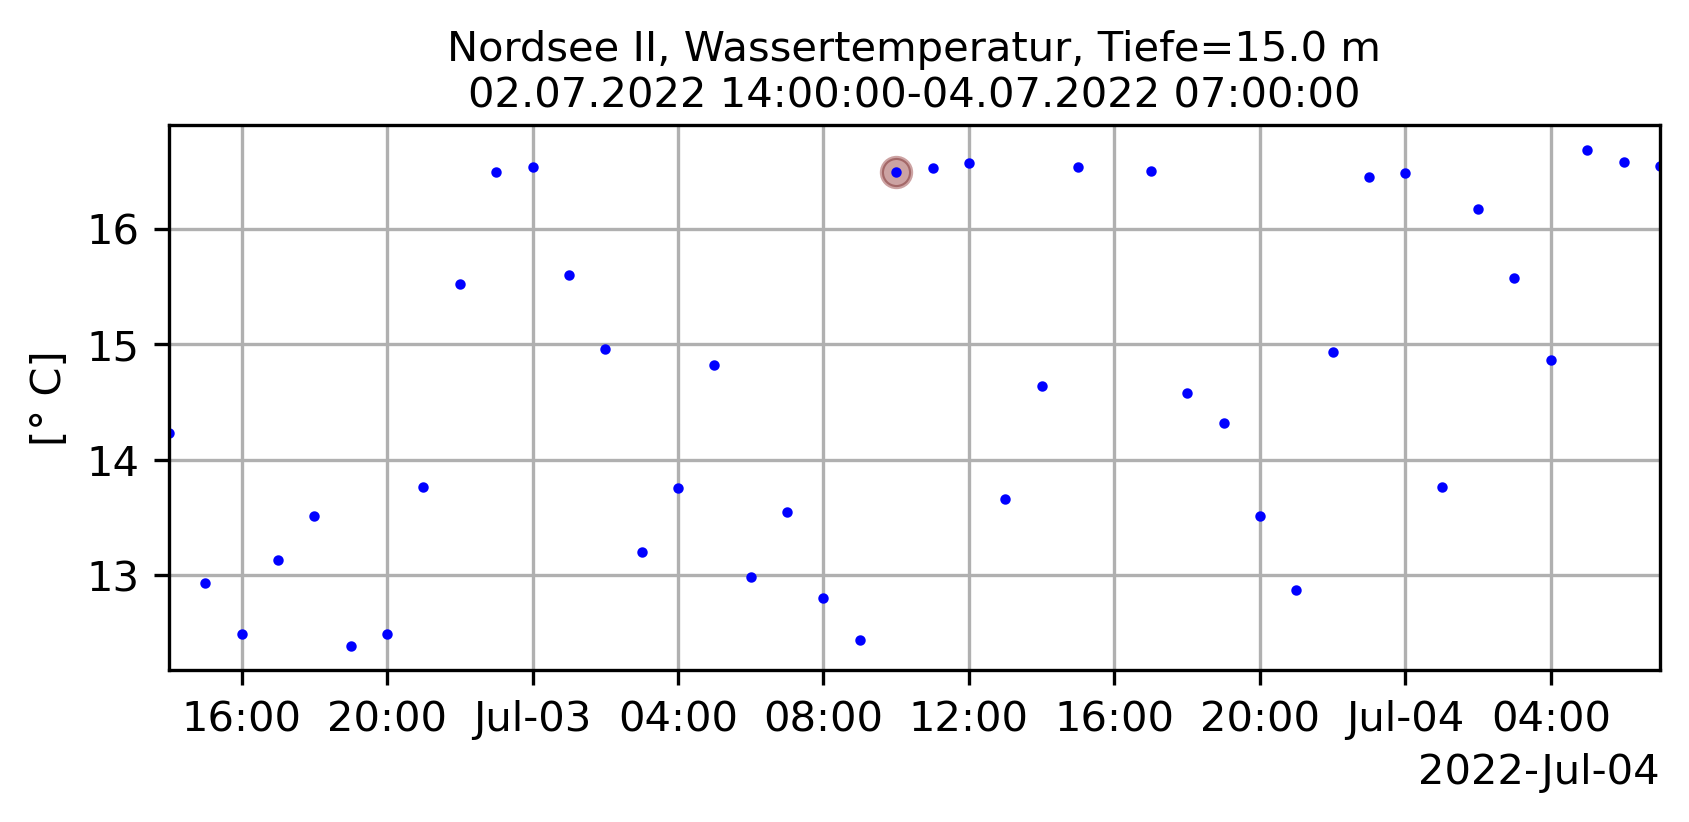 Nordsee II, Wassertemperatur, Tiefe=15.0 m
02.07.2022 14:00:00-04.07.2022 07:00:00
16
15
14
13
[° C]
16:00 20:00 Jul-03 04:00 08:00 12:00 16:00 20:00 Jul-04 04:00
2022-Jul-04